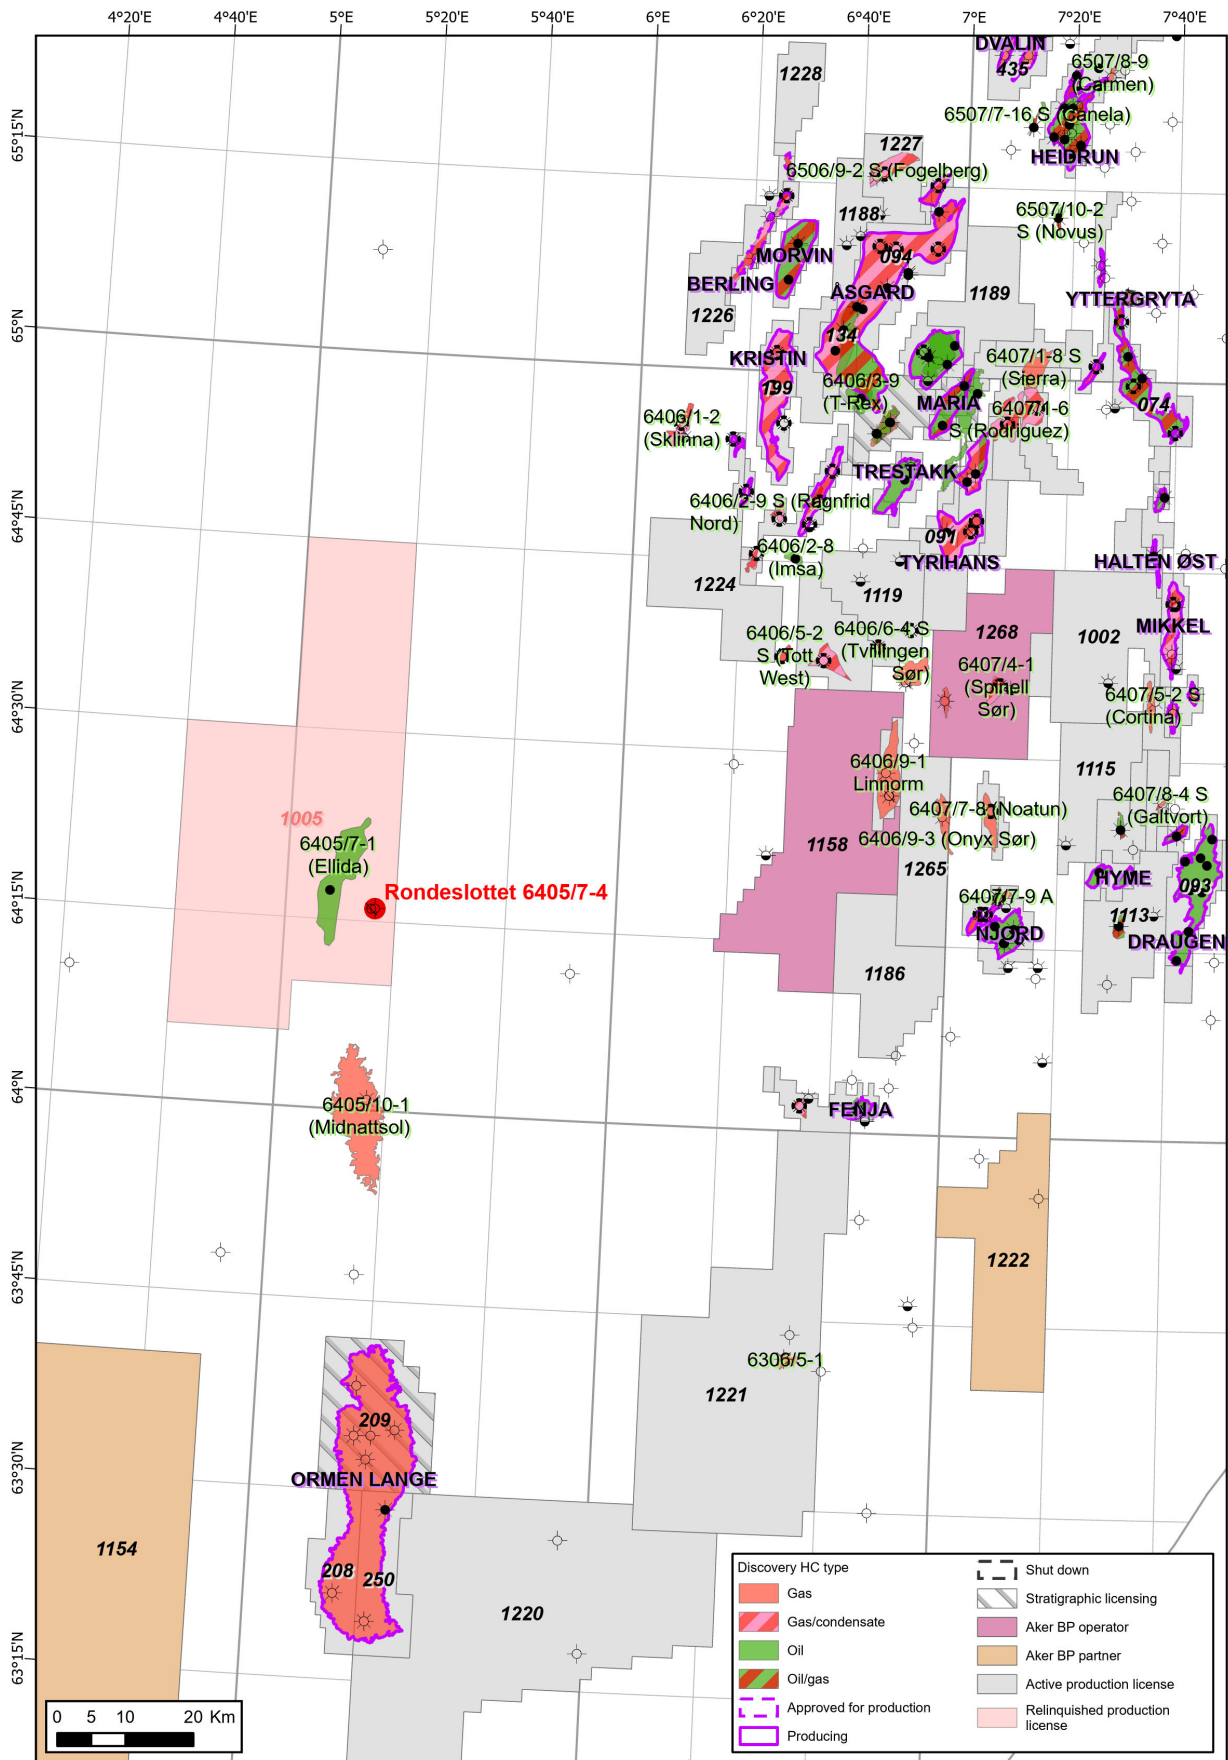 4°20'E 4°40'E 5°E 5°20'E 5°40'E 6°E 6°20'E 6°40'E 7°E 7°20'E 7°40'E
DVALIN
435
1228
6507/8-9
(Carmen)
6507/7-16 S (Canela)
65°15'N
1227
HEIDRUN
6506/9-2 S (Fogelberg)
1188
6507/10-2
S (Novus)
MORVIN
094
BERLING
ÅSGARD
1189
YTTERGRYTA
1226
65°N
134
KRISTIN
6407/1-8 S
(Sierra)
199
6406/3-9
(T-Rex)
MARIA
074
6406/1-2
(Sklinna)
6407/1-6
S (Rodriguez)
TRESTAKK
6406/2-9 S (Ragnfrid
Nord)
64°45'N
091
6406/2-8
(Imsa)
TYRIHANS
HALTEN ØST
1224
1119
MIKKEL
6406/5-2
S (Tott
West)
6406/6-4 S
(Tvillingen
Sør)
1268
1002
6407/4-1
(Spinell
Sør)
6407/5-2 S
(Cortina)
64°30'N
6406/9-1
Linnorm
1115
1005
6407/7-8 (Noatun)
6407/8-4 S
(Galtvort)
6405/7-1
(Ellida)
1158
6406/9-3 (Onyx Sør)
1265
HYME
093
Rondeslottet 6405/7-4
64°15'N
6407/7-9 A
1113
NJORD
DRAUGEN
1186
64°N
6405/10-1
(Midnattsol)
FENJA
1222
63°45'N
6306/5-1
1221
209
63°30'N
ORMEN LANGE
1154
208
250
1220
63°15'N
0 5 10 20 Km
Discovery HC type
Gas
Gas/condensate
Oil
Oil/gas
Approved for production
Producing
Shut down
Stratigraphic licensing
Aker BP operator
Aker BP partner
Active production license
Relinquished production
license